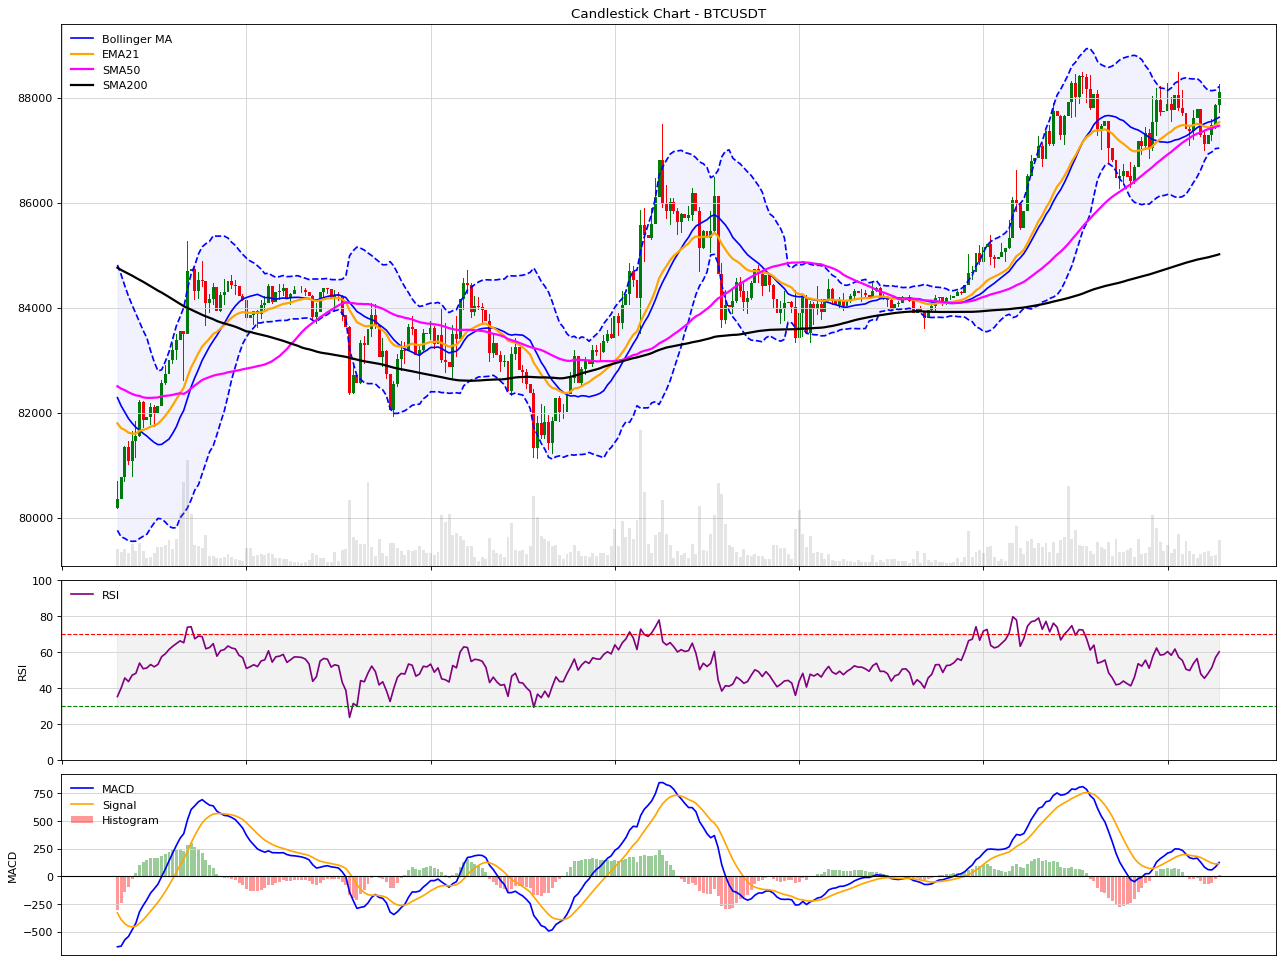 Candlestick Chart - BTCUSDT
Bollinger MA
EMA21
SMA50
SMA200
88000
86000
84000
82000
80000
RSI
100
80
60
40
20
0
RSI
MACD
Signal
Histogram
750
500
250
0
−250
−500
MACD